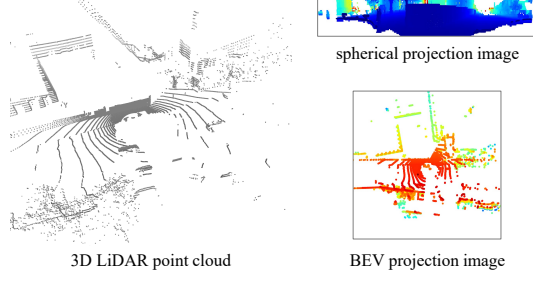 spherical projection image
3D LiDAR point cloud
BEV projection image